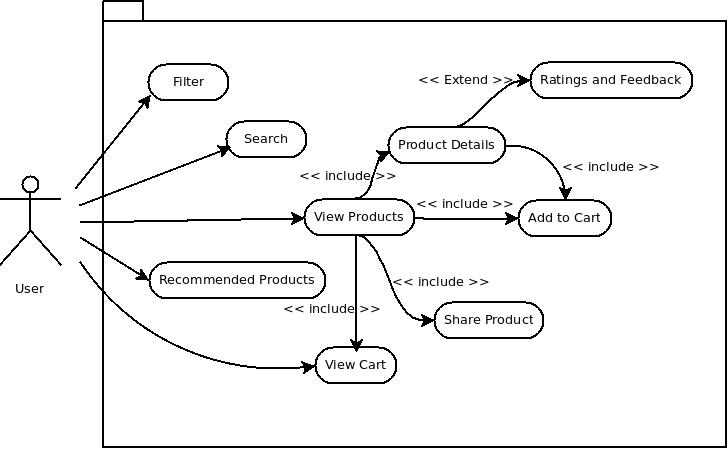 Filter
<< Extend >>
Ratings and Feedback
Search
Product Details
<< include >>
<< include >>
View Products
<< include >>
Add to Cart
User
Recommended Products
<< include >>
<< include >>
Share Product
View Cart